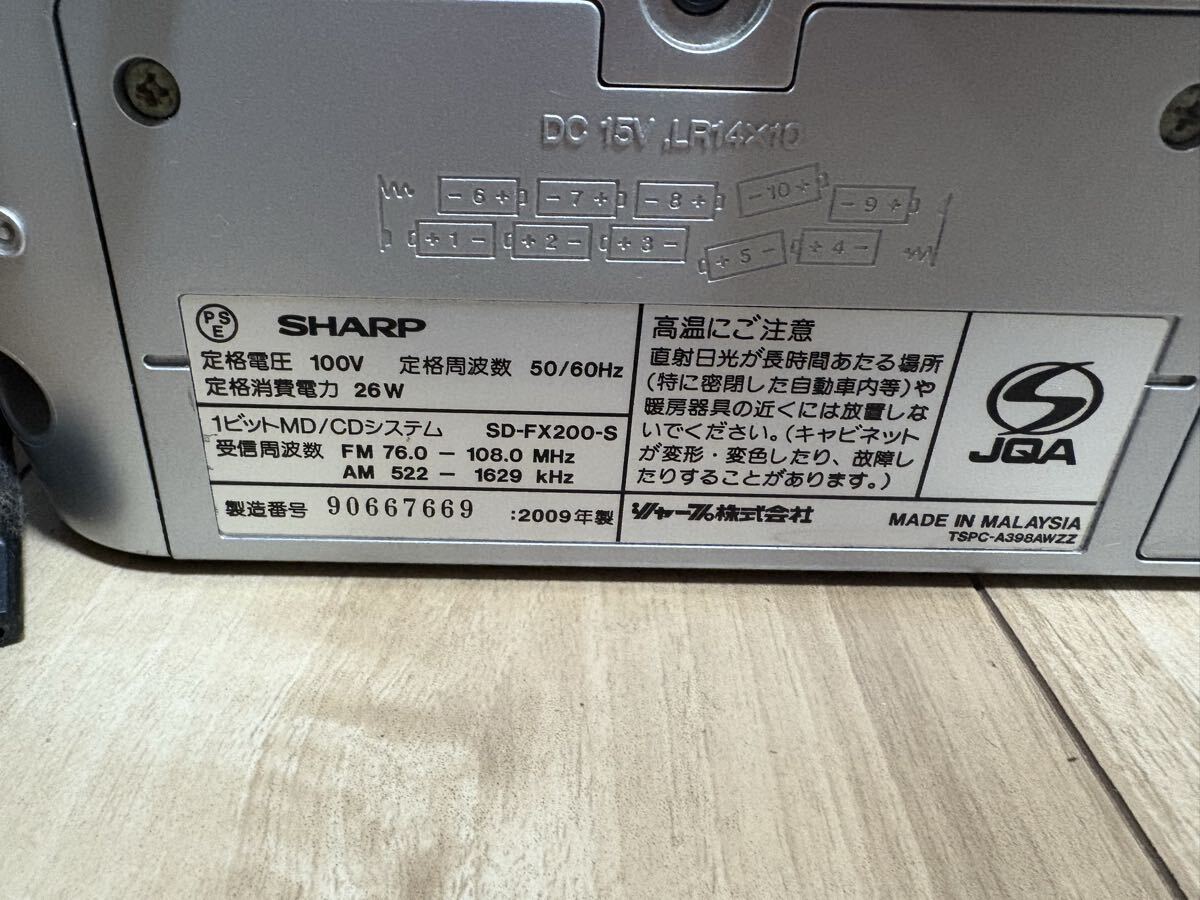 DC 15V ,LR14×10
− 6 + − 7 + − 8 + − 10 + − 9 +
+ 1 − + 2 − + 3 − + 5 − + 4 −
PSE SHARP
定格電圧 100V 定格周波数 50/60Hz
定格消費電力 26W
1ビットMD/CDシステム SD-FX200-S
受信周波数 FM 76.0 − 108.0 MHz
AM 522 − 1629 kHz
製造番号 90667669 :2009年製
高温にご注意
直射日光が長時間あたる場所
(特に密閉した自動車内等)や
暖房器具の近くには放置しな
いでください。(キャビネット
が変形・変色したり、故障し
たりすることがあります。)
JQA
シャープ株式会社
MADE IN MALAYSIA
TSPC-A398AWZZ